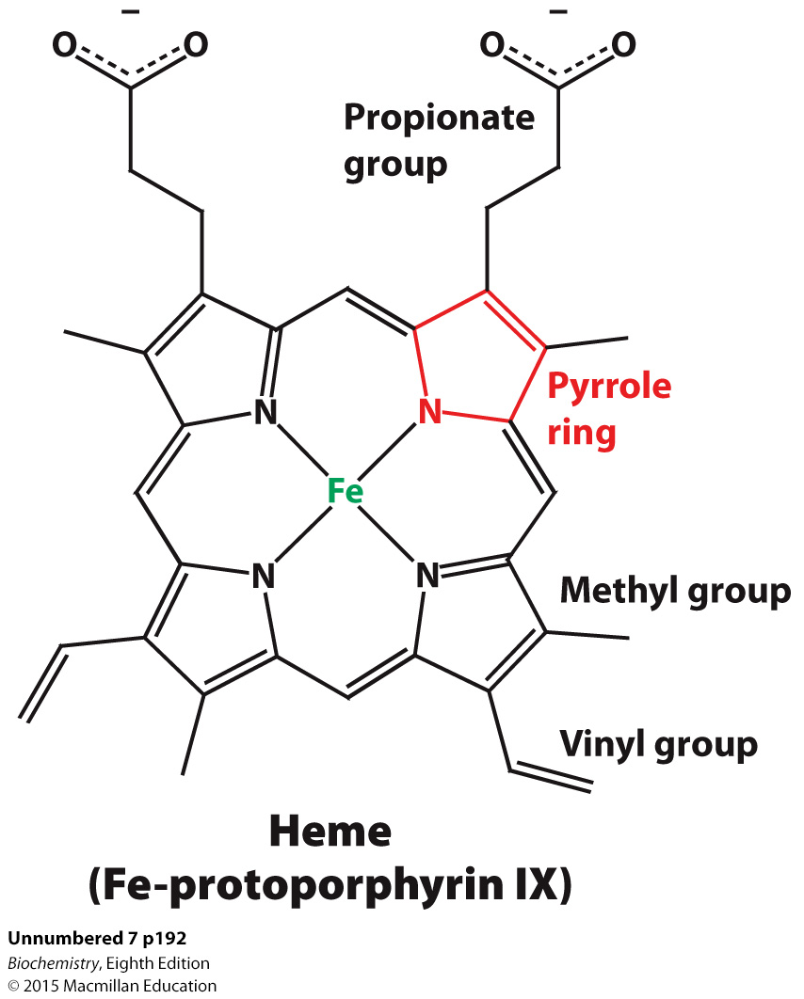 − −
O O O O
Propionate
group
Pyrrole
ring
N N
Fe
N N
Methyl group
Vinyl group
Heme
(Fe-protoporphyrin IX)
Unnumbered 7 p192
Biochemistry, Eighth Edition
© 2015 Macmillan Education